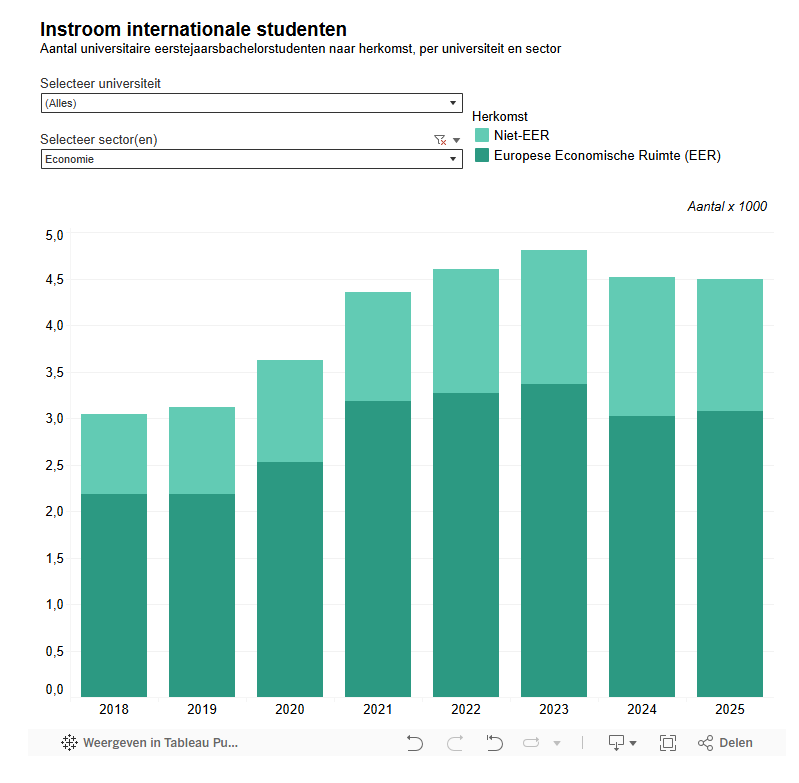 Instroom internationale studenten
Aantal universitaire eerstejaarsbachelorstudenten naar herkomst, per universiteit en sector
Selecteer universiteit
(Alles)
Selecteer sector(en)
Economie
Herkomst
Niet-EER
Europese Economische Ruimte (EER)
Aantal x 1000
5,0
4,5
4,0
3,5
3,0
2,5
2,0
1,5
1,0
0,5
0,0
2018 2019 2020 2021 2022 2023 2024 2025
Weergeven in Tableau Pu... Delen